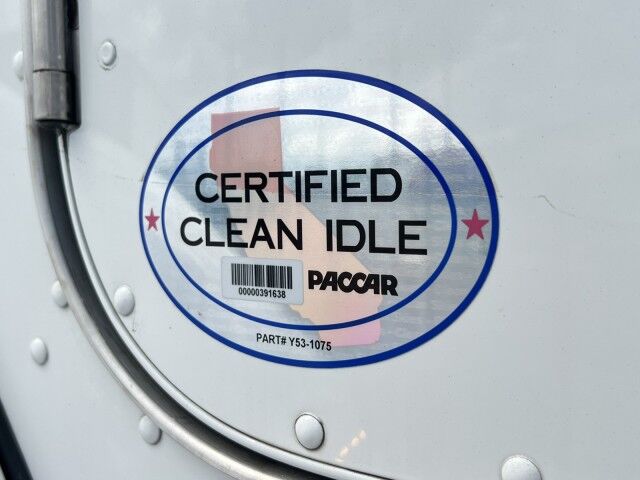 CERTIFIED
CLEAN IDLE
00000391638
PACCAR
PART# Y53-1075